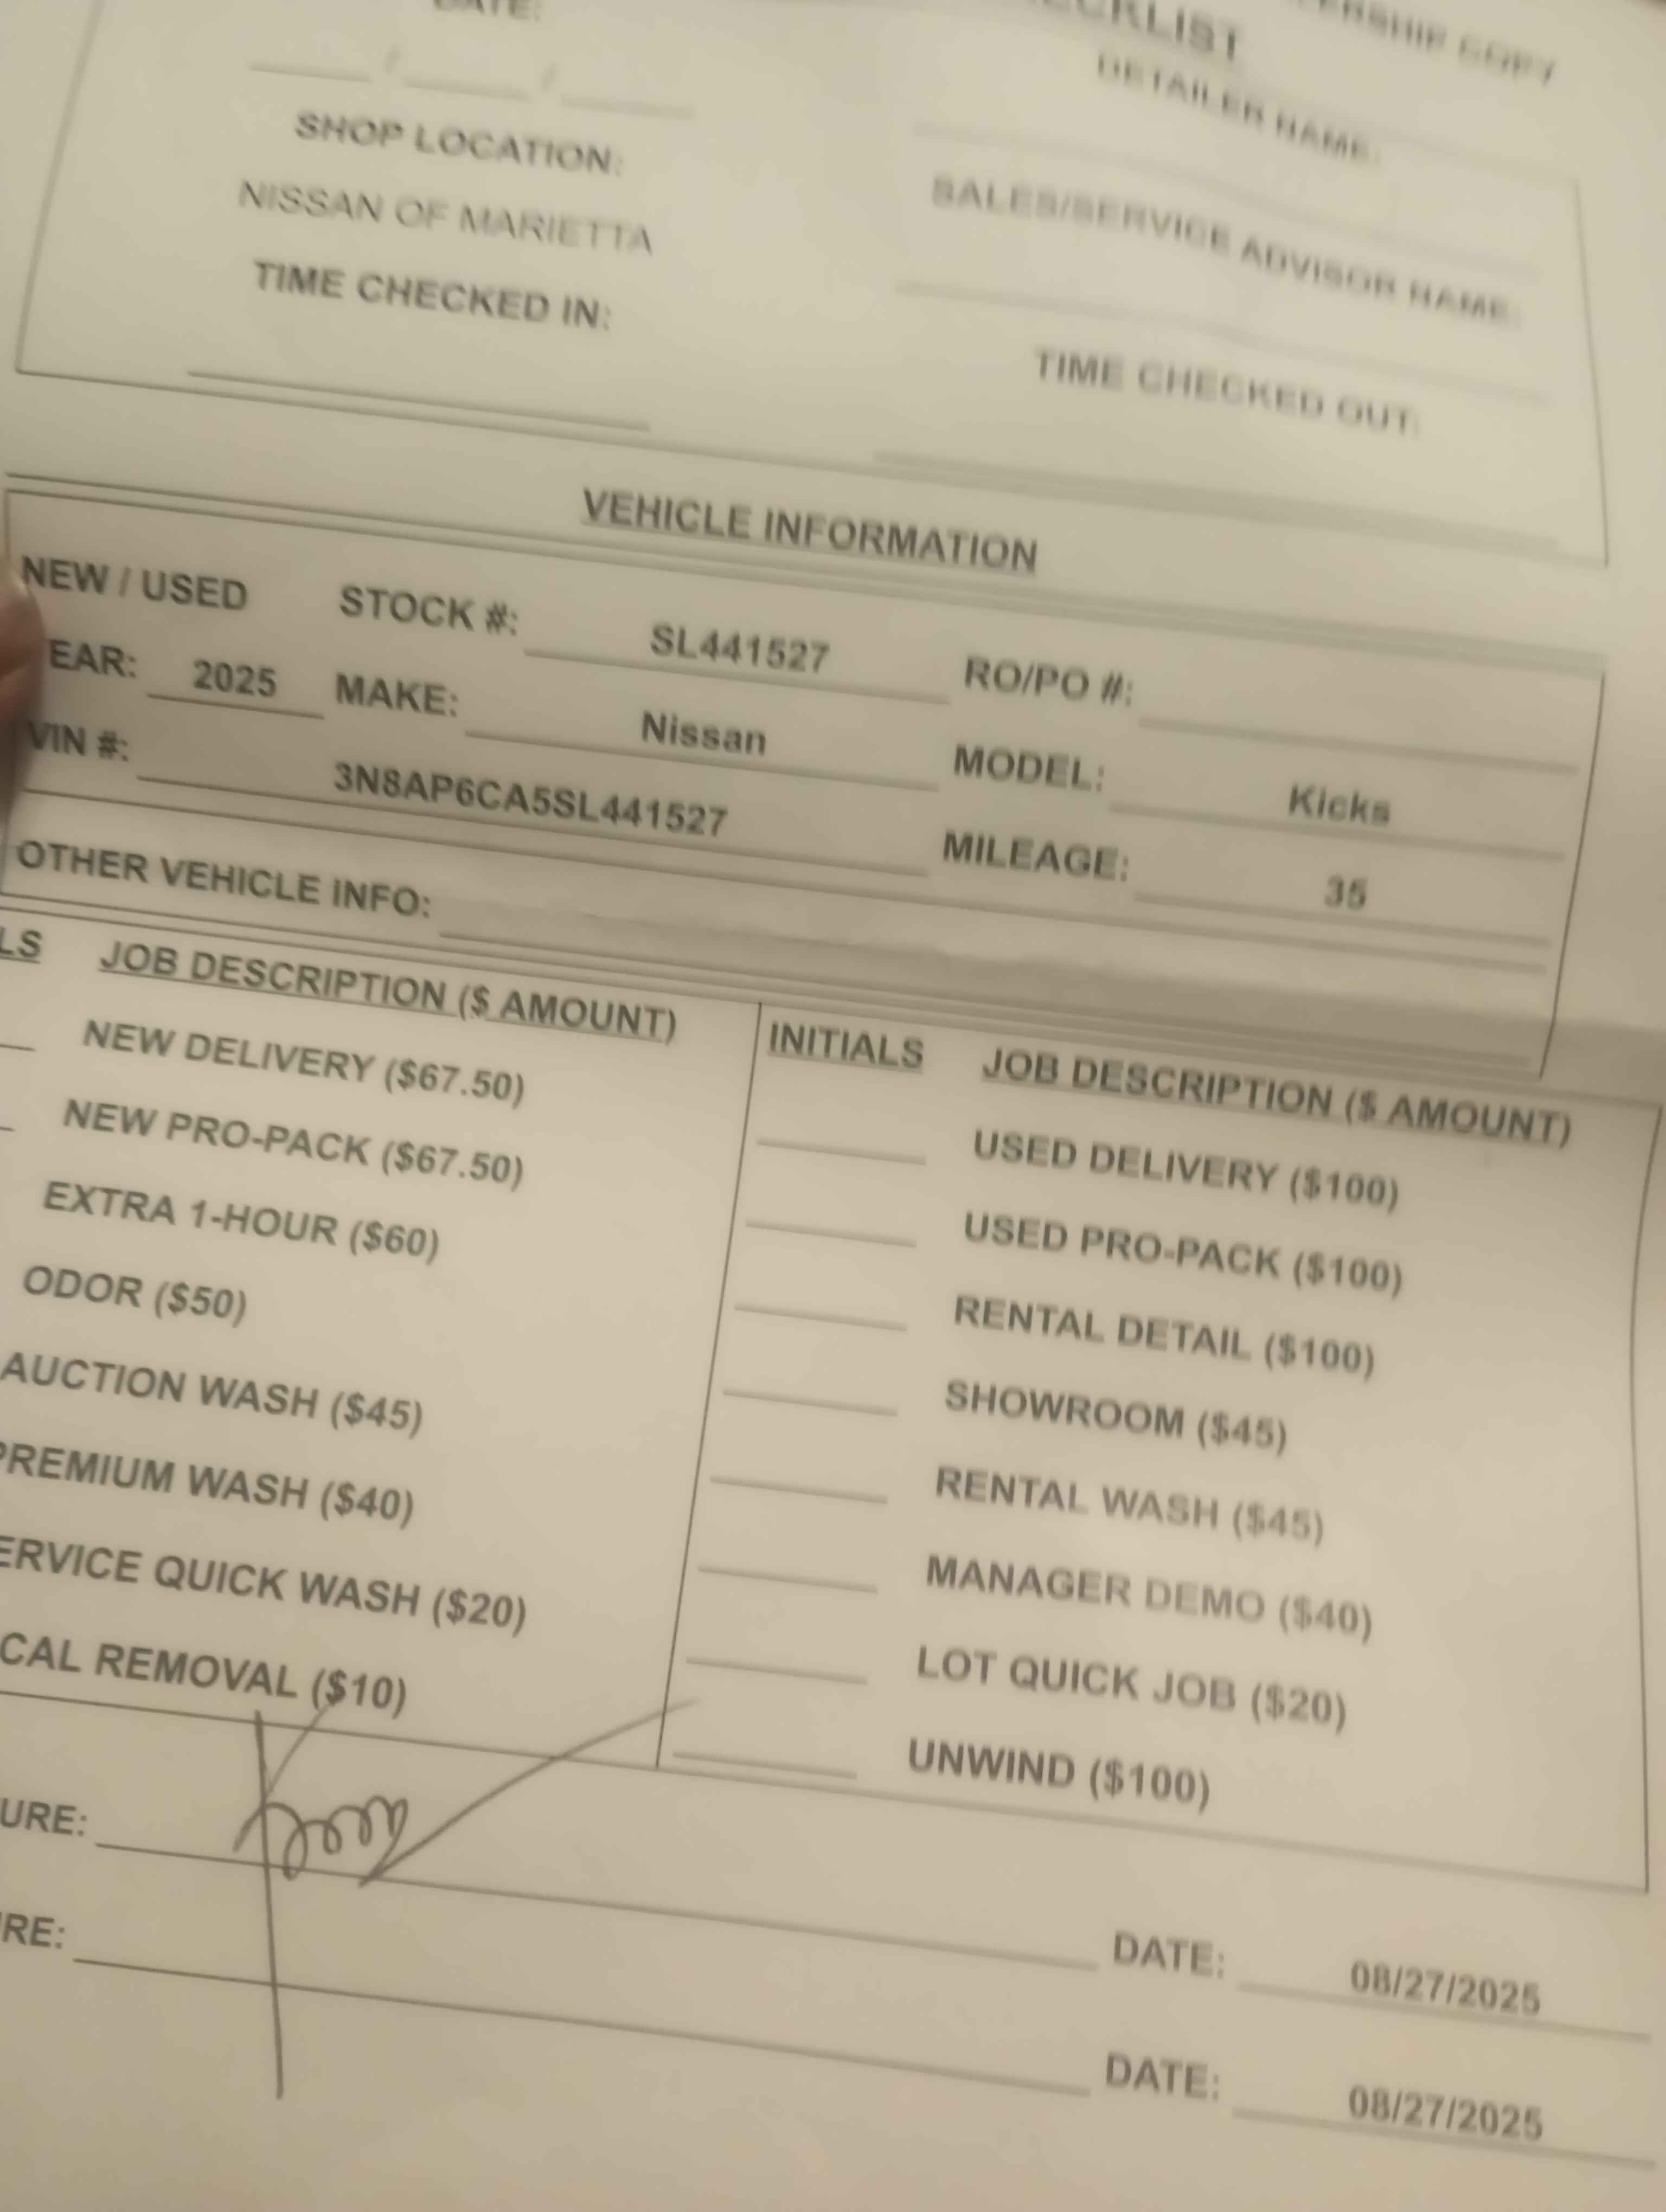 DATE:
ECKLIST
ERSHIP COPY
/ /
DETAILER NAME:
SHOP LOCATION:
NISSAN OF MARIETTA
SALES/SERVICE ADVISOR NAME:
TIME CHECKED IN:
TIME CHECKED OUT:
VEHICLE INFORMATION
NEW / USED STOCK #: SL441527 RO/PO #:
EAR: 2025 MAKE: Nissan MODEL: Kicks
VIN #: 3N8AP6CA5SL441527 MILEAGE: 35
OTHER VEHICLE INFO:
LS JOB DESCRIPTION ($ AMOUNT)
NEW DELIVERY ($67.50)
NEW PRO-PACK ($67.50)
EXTRA 1-HOUR ($60)
ODOR ($50)
AUCTION WASH ($45)
PREMIUM WASH ($40)
ERVICE QUICK WASH ($20)
CAL REMOVAL ($10)
INITIALS JOB DESCRIPTION ($ AMOUNT)
USED DELIVERY ($100)
USED PRO-PACK ($100)
RENTAL DETAIL ($100)
SHOWROOM ($45)
RENTAL WASH ($45)
MANAGER DEMO ($40)
LOT QUICK JOB ($20)
UNWIND ($100)
URE: DATE: 08/27/2025
RE: DATE: 08/27/2025